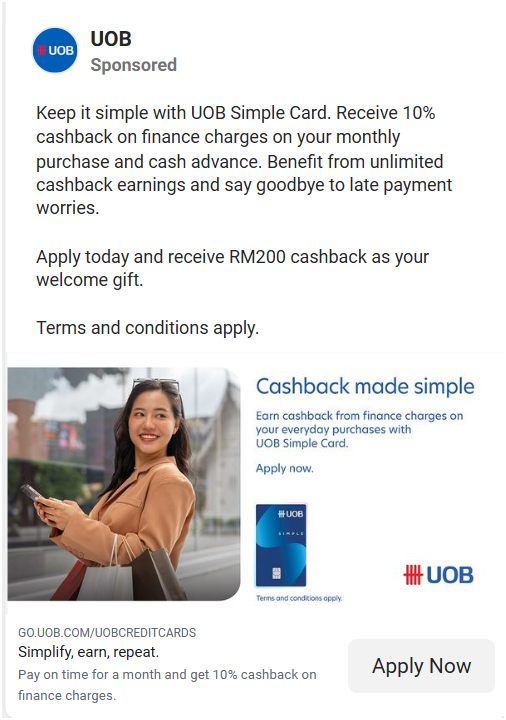 UOB
UOB
Sponsored
Keep it simple with UOB Simple Card. Receive 10%
cashback on finance charges on your monthly
purchase and cash advance. Benefit from unlimited
cashback earnings and say goodbye to late payment
worries.
Apply today and receive RM200 cashback as your
welcome gift.
Terms and conditions apply.
Cashback made simple
Earn cashback from finance charges on
your everyday purchases with
UOB Simple Card.
Apply now.
UOB
SIMPLE
UOB
Terms and conditions apply.
GO.UOB.COM/UOBCREDITCARDS
Simplify, earn, repeat.
Pay on time for a month and get 10% cashback on
finance charges.
Apply Now